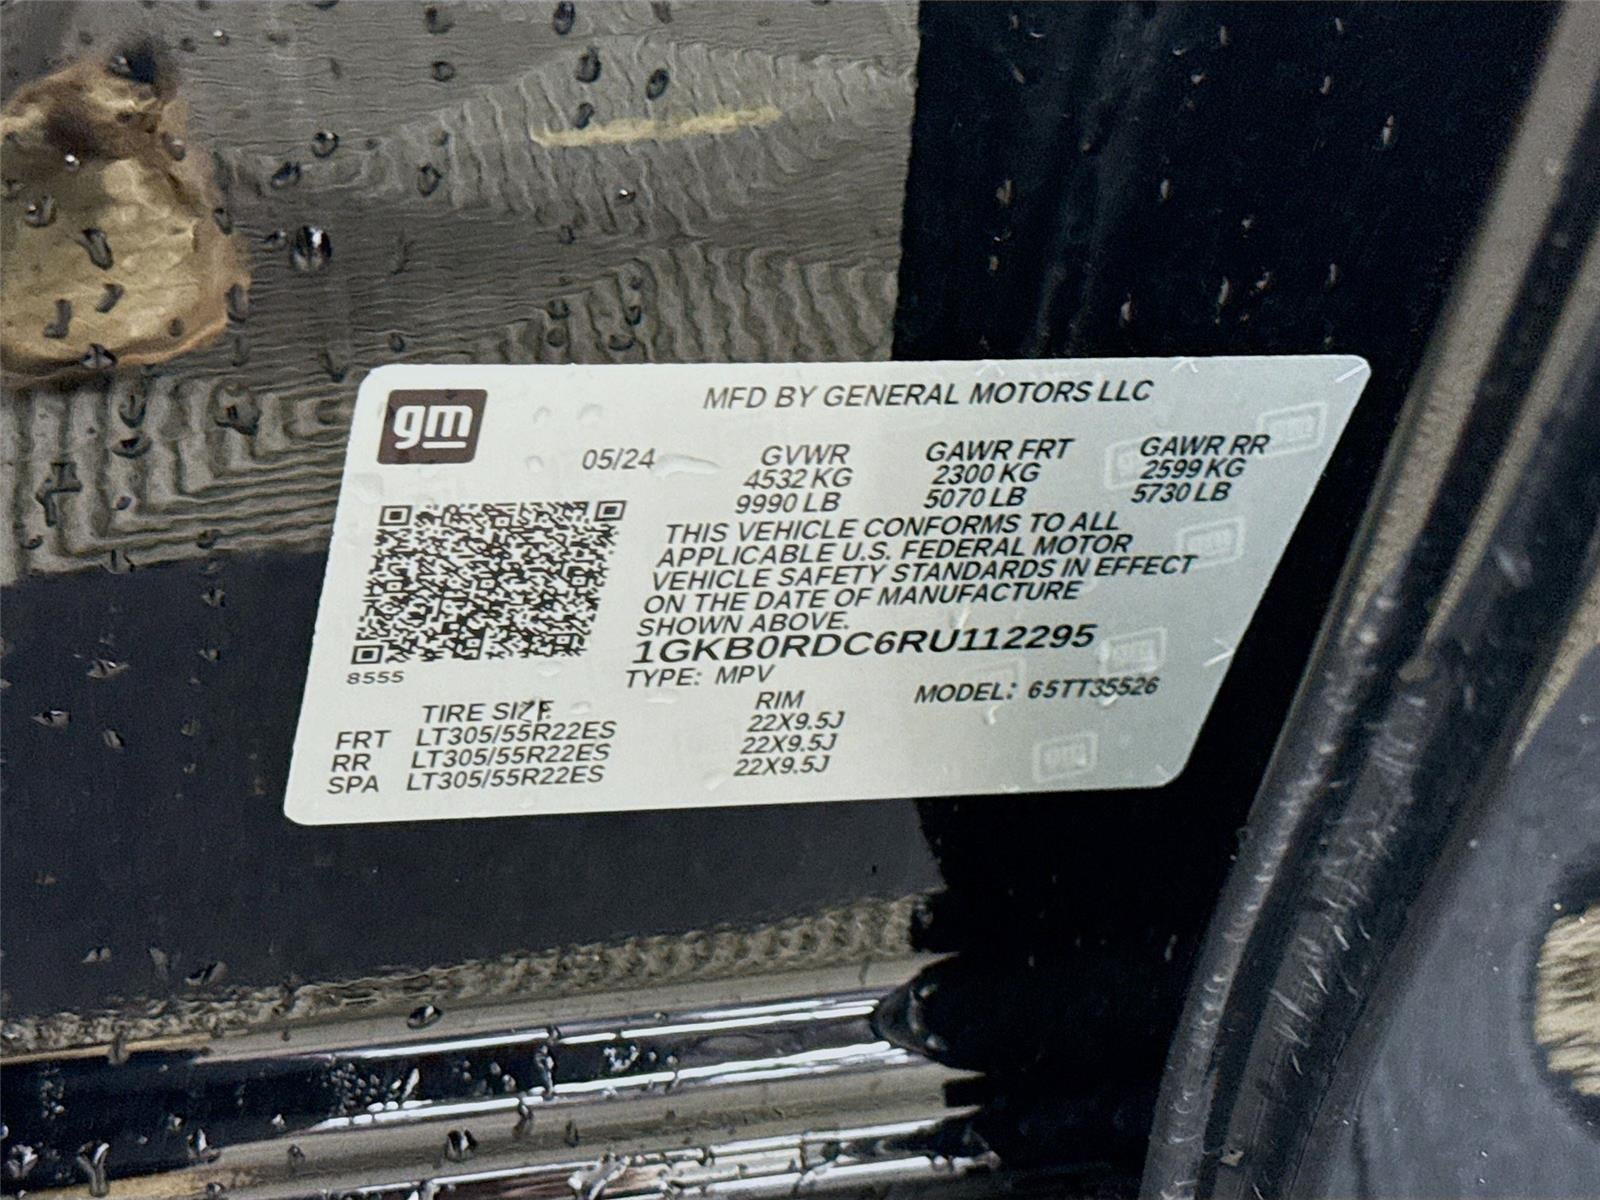 gm
MFD BY GENERAL MOTORS LLC
05/24 GVWR GAWR FRT GAWR RR
4532 KG 2300 KG 2599 KG
9990 LB 5070 LB 5730 LB
THIS VEHICLE CONFORMS TO ALL
APPLICABLE U.S. FEDERAL MOTOR
VEHICLE SAFETY STANDARDS IN EFFECT
ON THE DATE OF MANUFACTURE
SHOWN ABOVE.
1GKB0RDC6RU112295
8555
TYPE: MPV MODEL: 65TT35526
TIRE SIZE RIM
FRT LT305/55R22ES 22X9.5J
RR LT305/55R22ES 22X9.5J
SPA LT305/55R22ES 22X9.5J